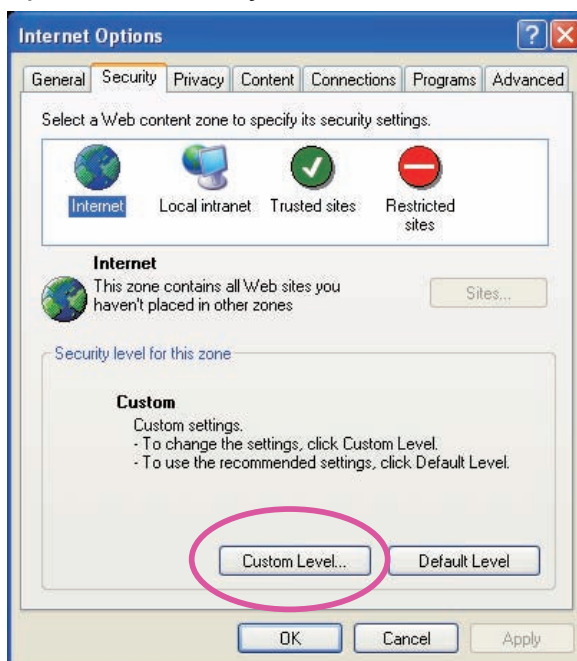 Internet Options
General Security Privacy Content Connections Programs Advanced
Select a Web content zone to specify its security settings.
Internet Local intranet Trusted sites Restricted
sites
Internet
This zone contains all Web sites you
haven't placed in other zones
Sites...
Security level for this zone
Custom
Custom settings.
- To change the settings, click Custom Level.
- To use the recommended settings, click Default Level.
Custom Level... Default Level
OK Cancel Apply